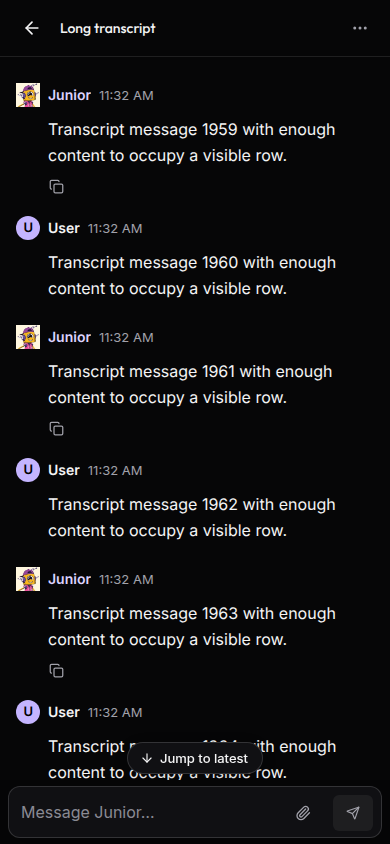 Long transcript
Junior 11:32 AM
Transcript message 1959 with enough
content to occupy a visible row.
U User 11:32 AM
Transcript message 1960 with enough
content to occupy a visible row.
Junior 11:32 AM
Transcript message 1961 with enough
content to occupy a visible row.
U User 11:32 AM
Transcript message 1962 with enough
content to occupy a visible row.
Junior 11:32 AM
Transcript message 1963 with enough
content to occupy a visible row.
U User 11:32 AM
Transcript with enough
Jump to latest
content to occupy a visible row.
Message Junior...